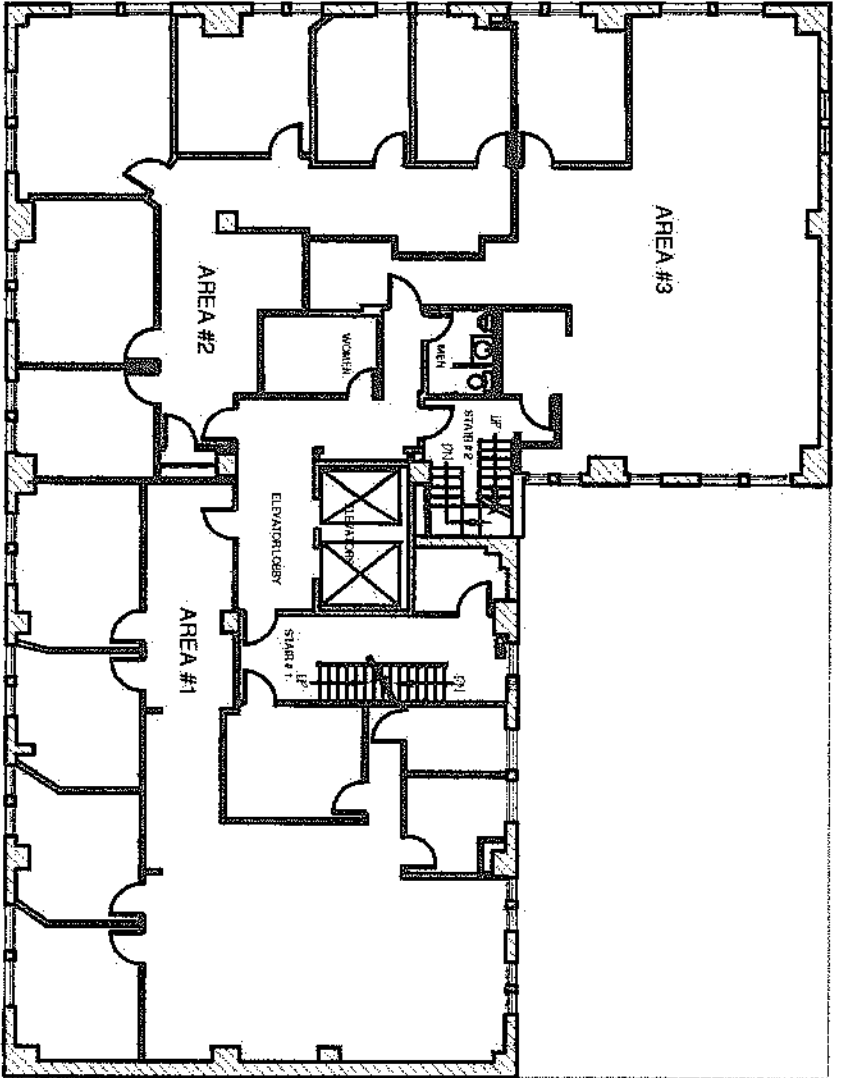 AREA #3
AREA #2
WOMEN
MEN
UP
STAIR # 2
DN
ELEVATORS
ELEVATOR LOBBY
AREA #1
STAIR # 1
UP
DN